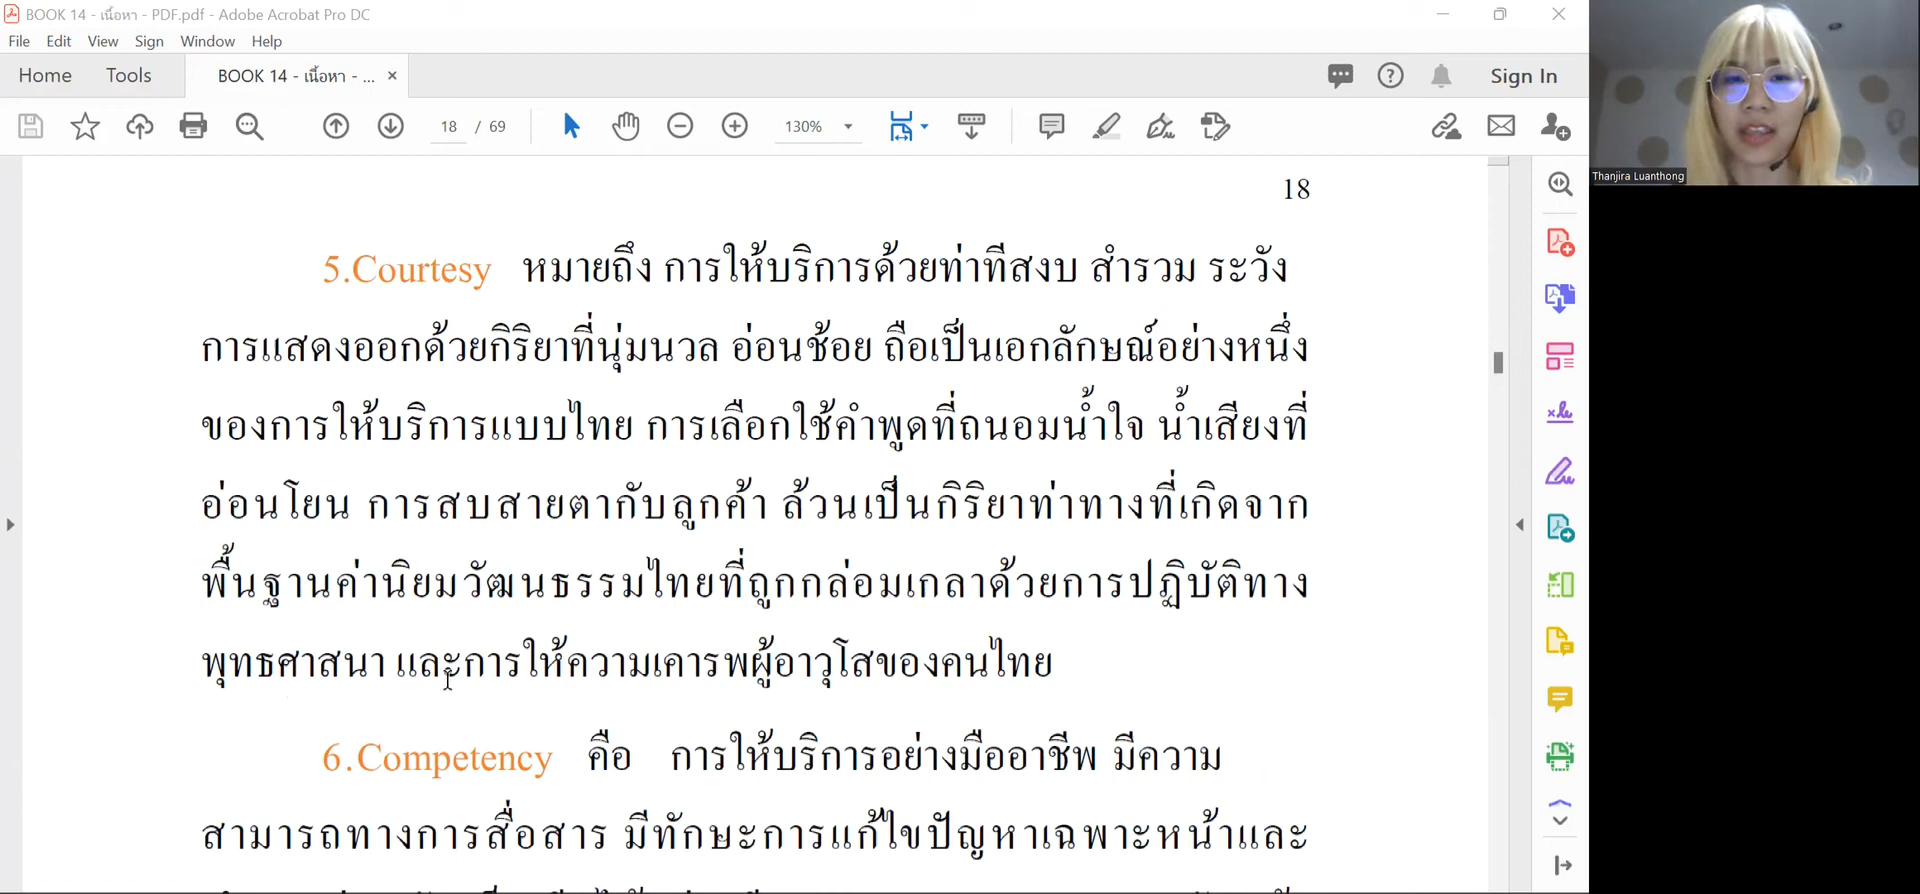 BOOK 14 - เนื้อหา - PDF.pdf - Adobe Acrobat Pro DC
File Edit View Sign Window Help
Home Tools BOOK 14 - เนื้อหา - ... × Sign In
18 / 69 130%
Thanjira Luanthong
18
5.Courtesy หมายถึง การให้บริการด้วยท่าทีสงบ สำรวม ระวัง
การแสดงออกด้วยกิริยาที่นุ่มนวล อ่อนช้อย ถือเป็นเอกลักษณ์อย่างหนึ่ง
ของการให้บริการแบบไทย การเลือกใช้คำพูดที่ถนอมน้ำใจ น้ำเสียงที่
อ่อนโยน การสบสายตากับลูกค้า ล้วนเป็นกิริยาท่าทางที่เกิดจาก
พื้นฐานค่านิยมวัฒนธรรมไทยที่ถูกกล่อมเกลาด้วยการปฏิบัติทาง
พุทธศาสนา และการให้ความเคารพผู้อาวุโสของคนไทย
6.Competency คือ การให้บริการอย่างมืออาชีพ มีความ
สามารถทางการสื่อสาร มีทักษะการแก้ไขปัญหาเฉพาะหน้าและ